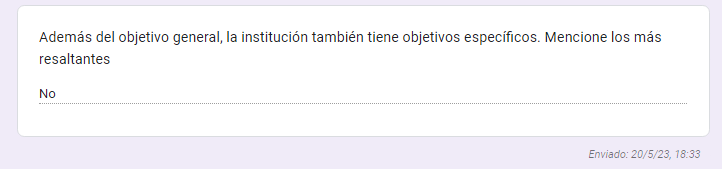 Además del objetivo general, la institución también tiene objetivos específicos. Mencione los más
resaltantes
No
Enviado: 20/5/23, 18:33